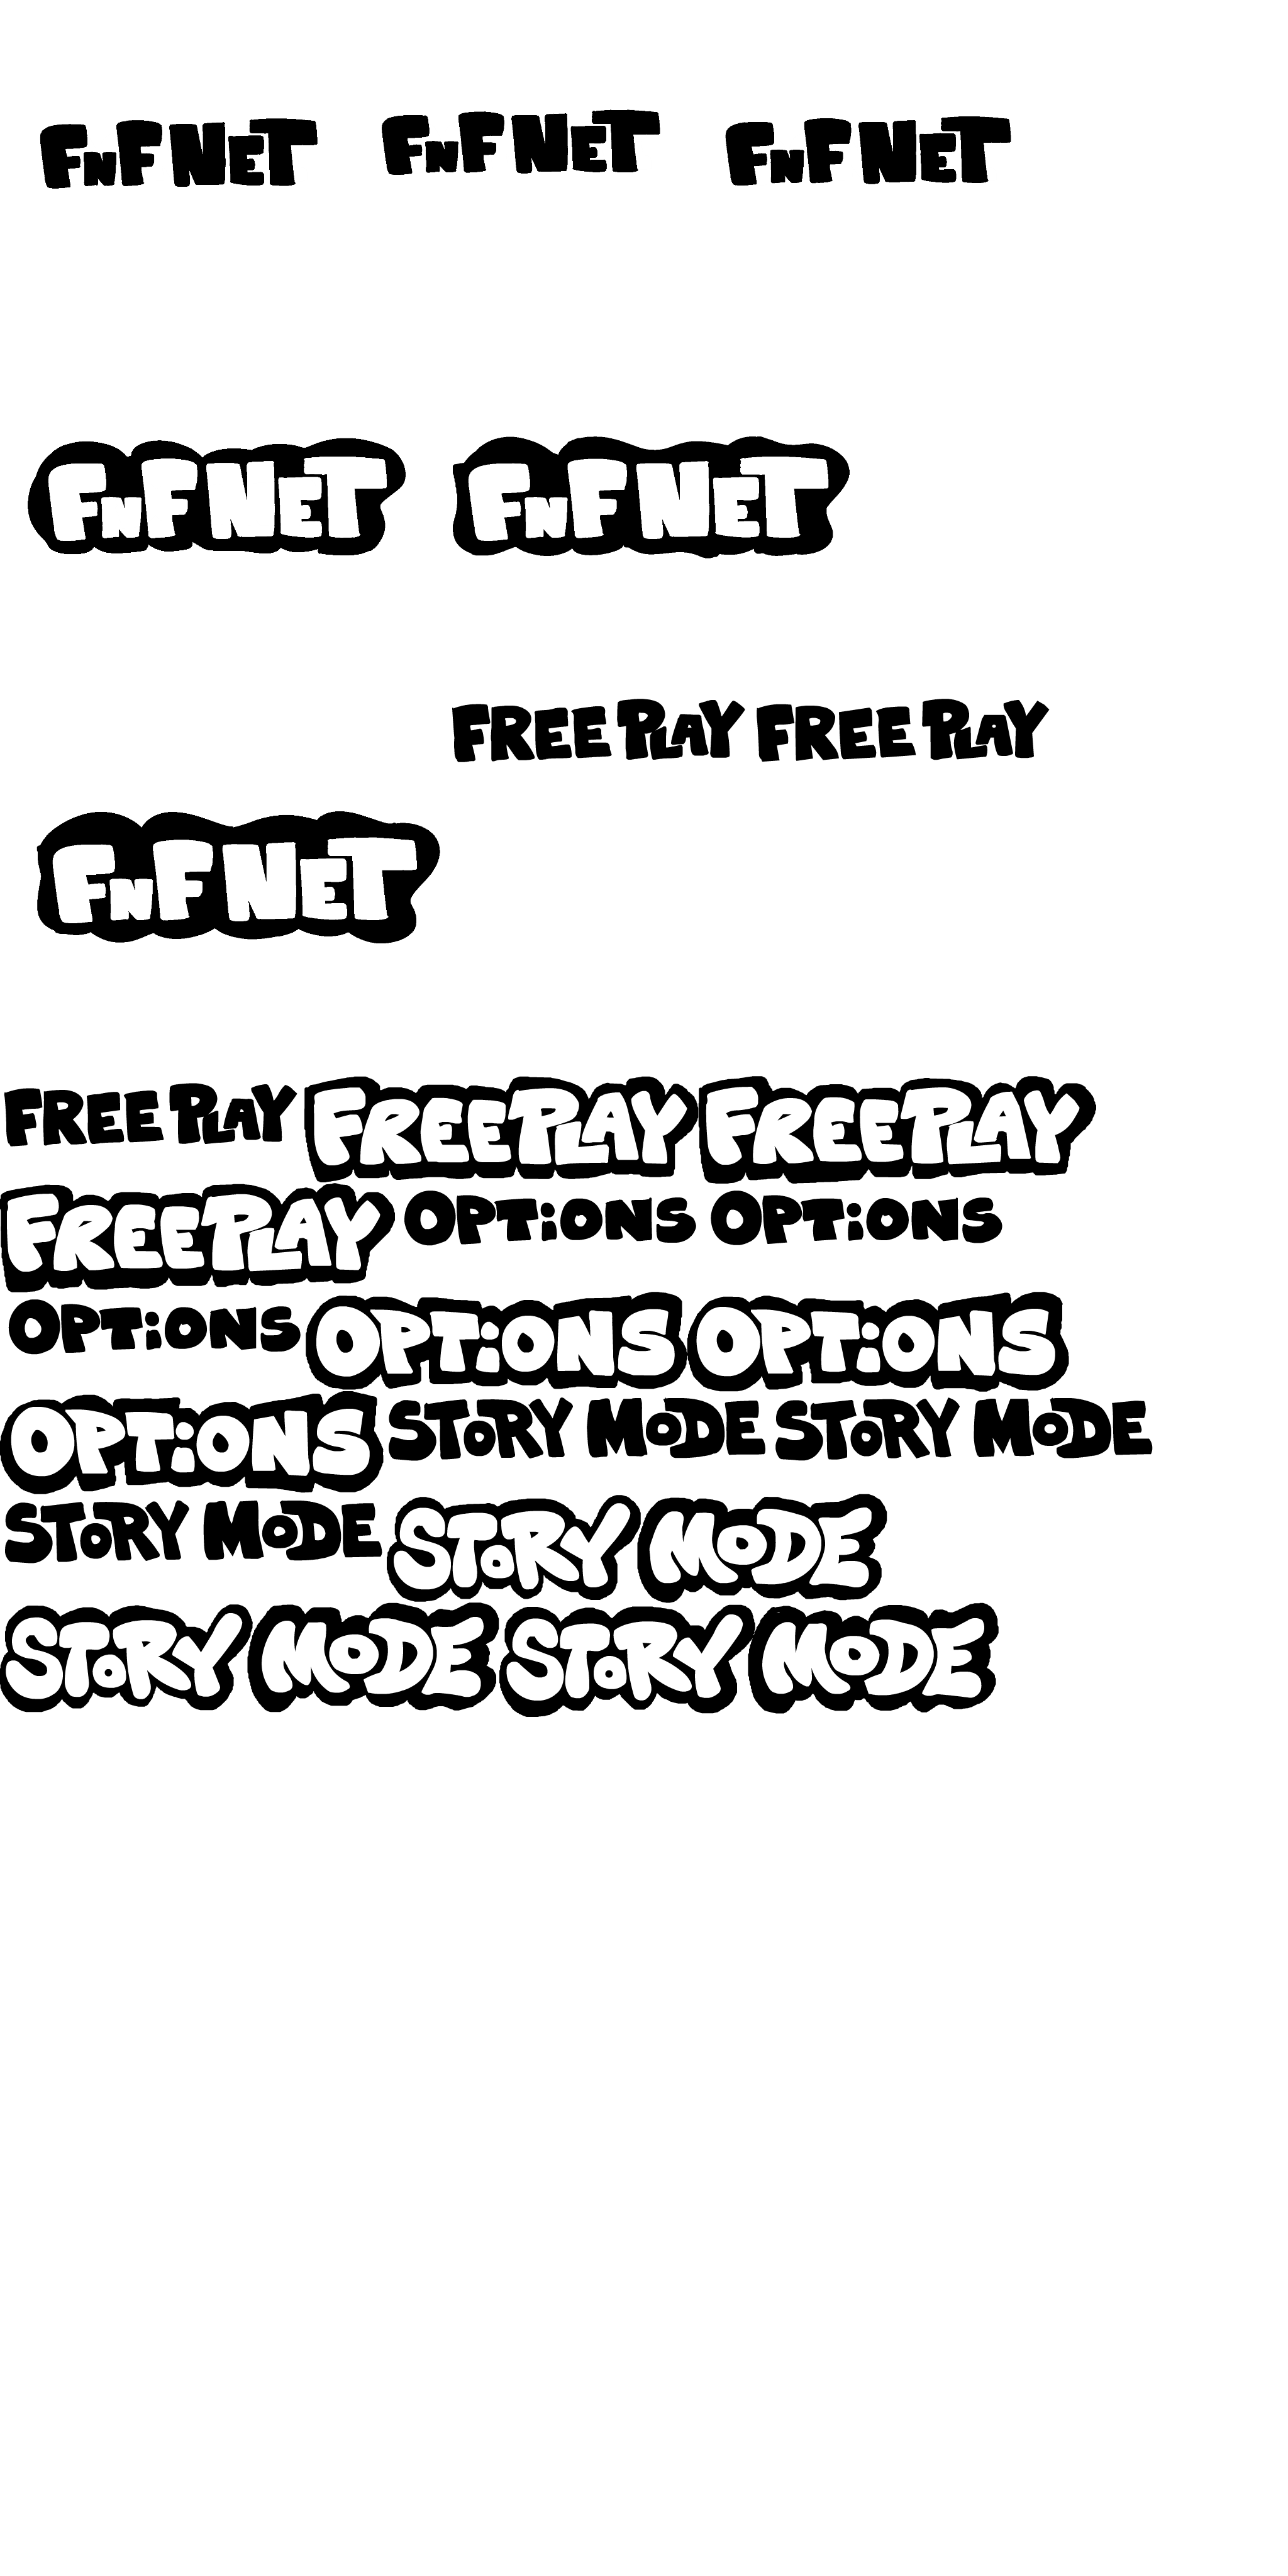 FNF NET FNF NET FNF NET
FNF NET FNF NET
FREE PLAY FREE PLAY
FNF NET
FREE PLAY FREEPLAY FREEPLAY
FREEPLAY OPTiONS OPTiONS
OPTiONS OPTiONS OPTiONS
OPTiONS STORY MODE STORY MODE
STORY MODE STORY MODE
STORY MODE STORY MODE